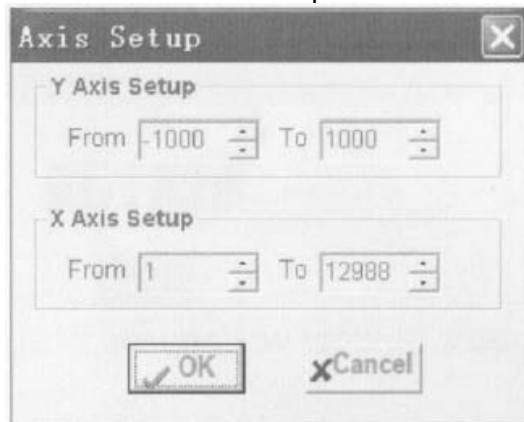 Axis Setup
Y Axis Setup
From -1000 To 1000
X Axis Setup
From 1 To 12988
OK Cancel